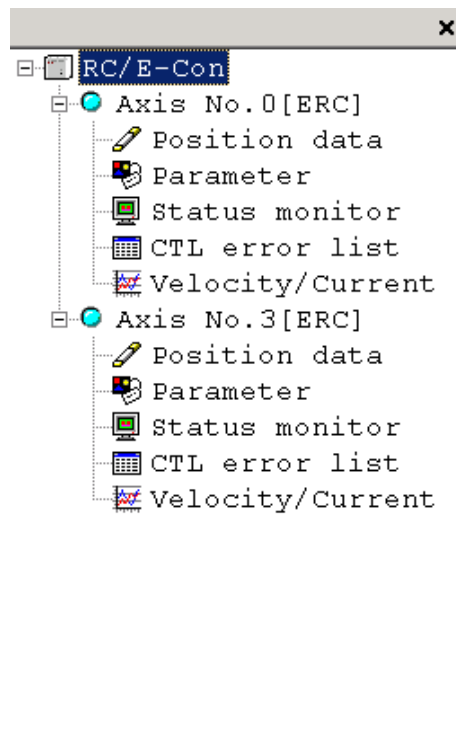 RC/E-Con
Axis No.0[ERC]
Position data
Parameter
Status monitor
CTL error list
Velocity/Current
Axis No.3[ERC]
Position data
Parameter
Status monitor
CTL error list
Velocity/Current